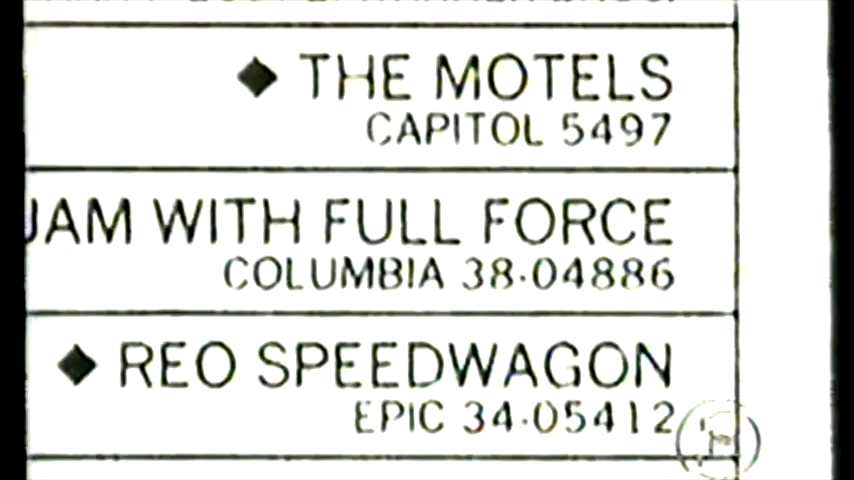 ◆ THE MOTELS
CAPITOL 5497
JAM WITH FULL FORCE
COLUMBIA 38-04886
◆ REO SPEEDWAGON
EPIC 34-05412